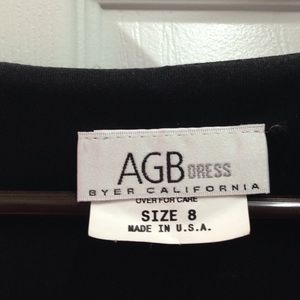 AGB DRESS
BYER CALIFORNIA
OVER FOR CARE
SIZE 8
MADE IN U.S.A.